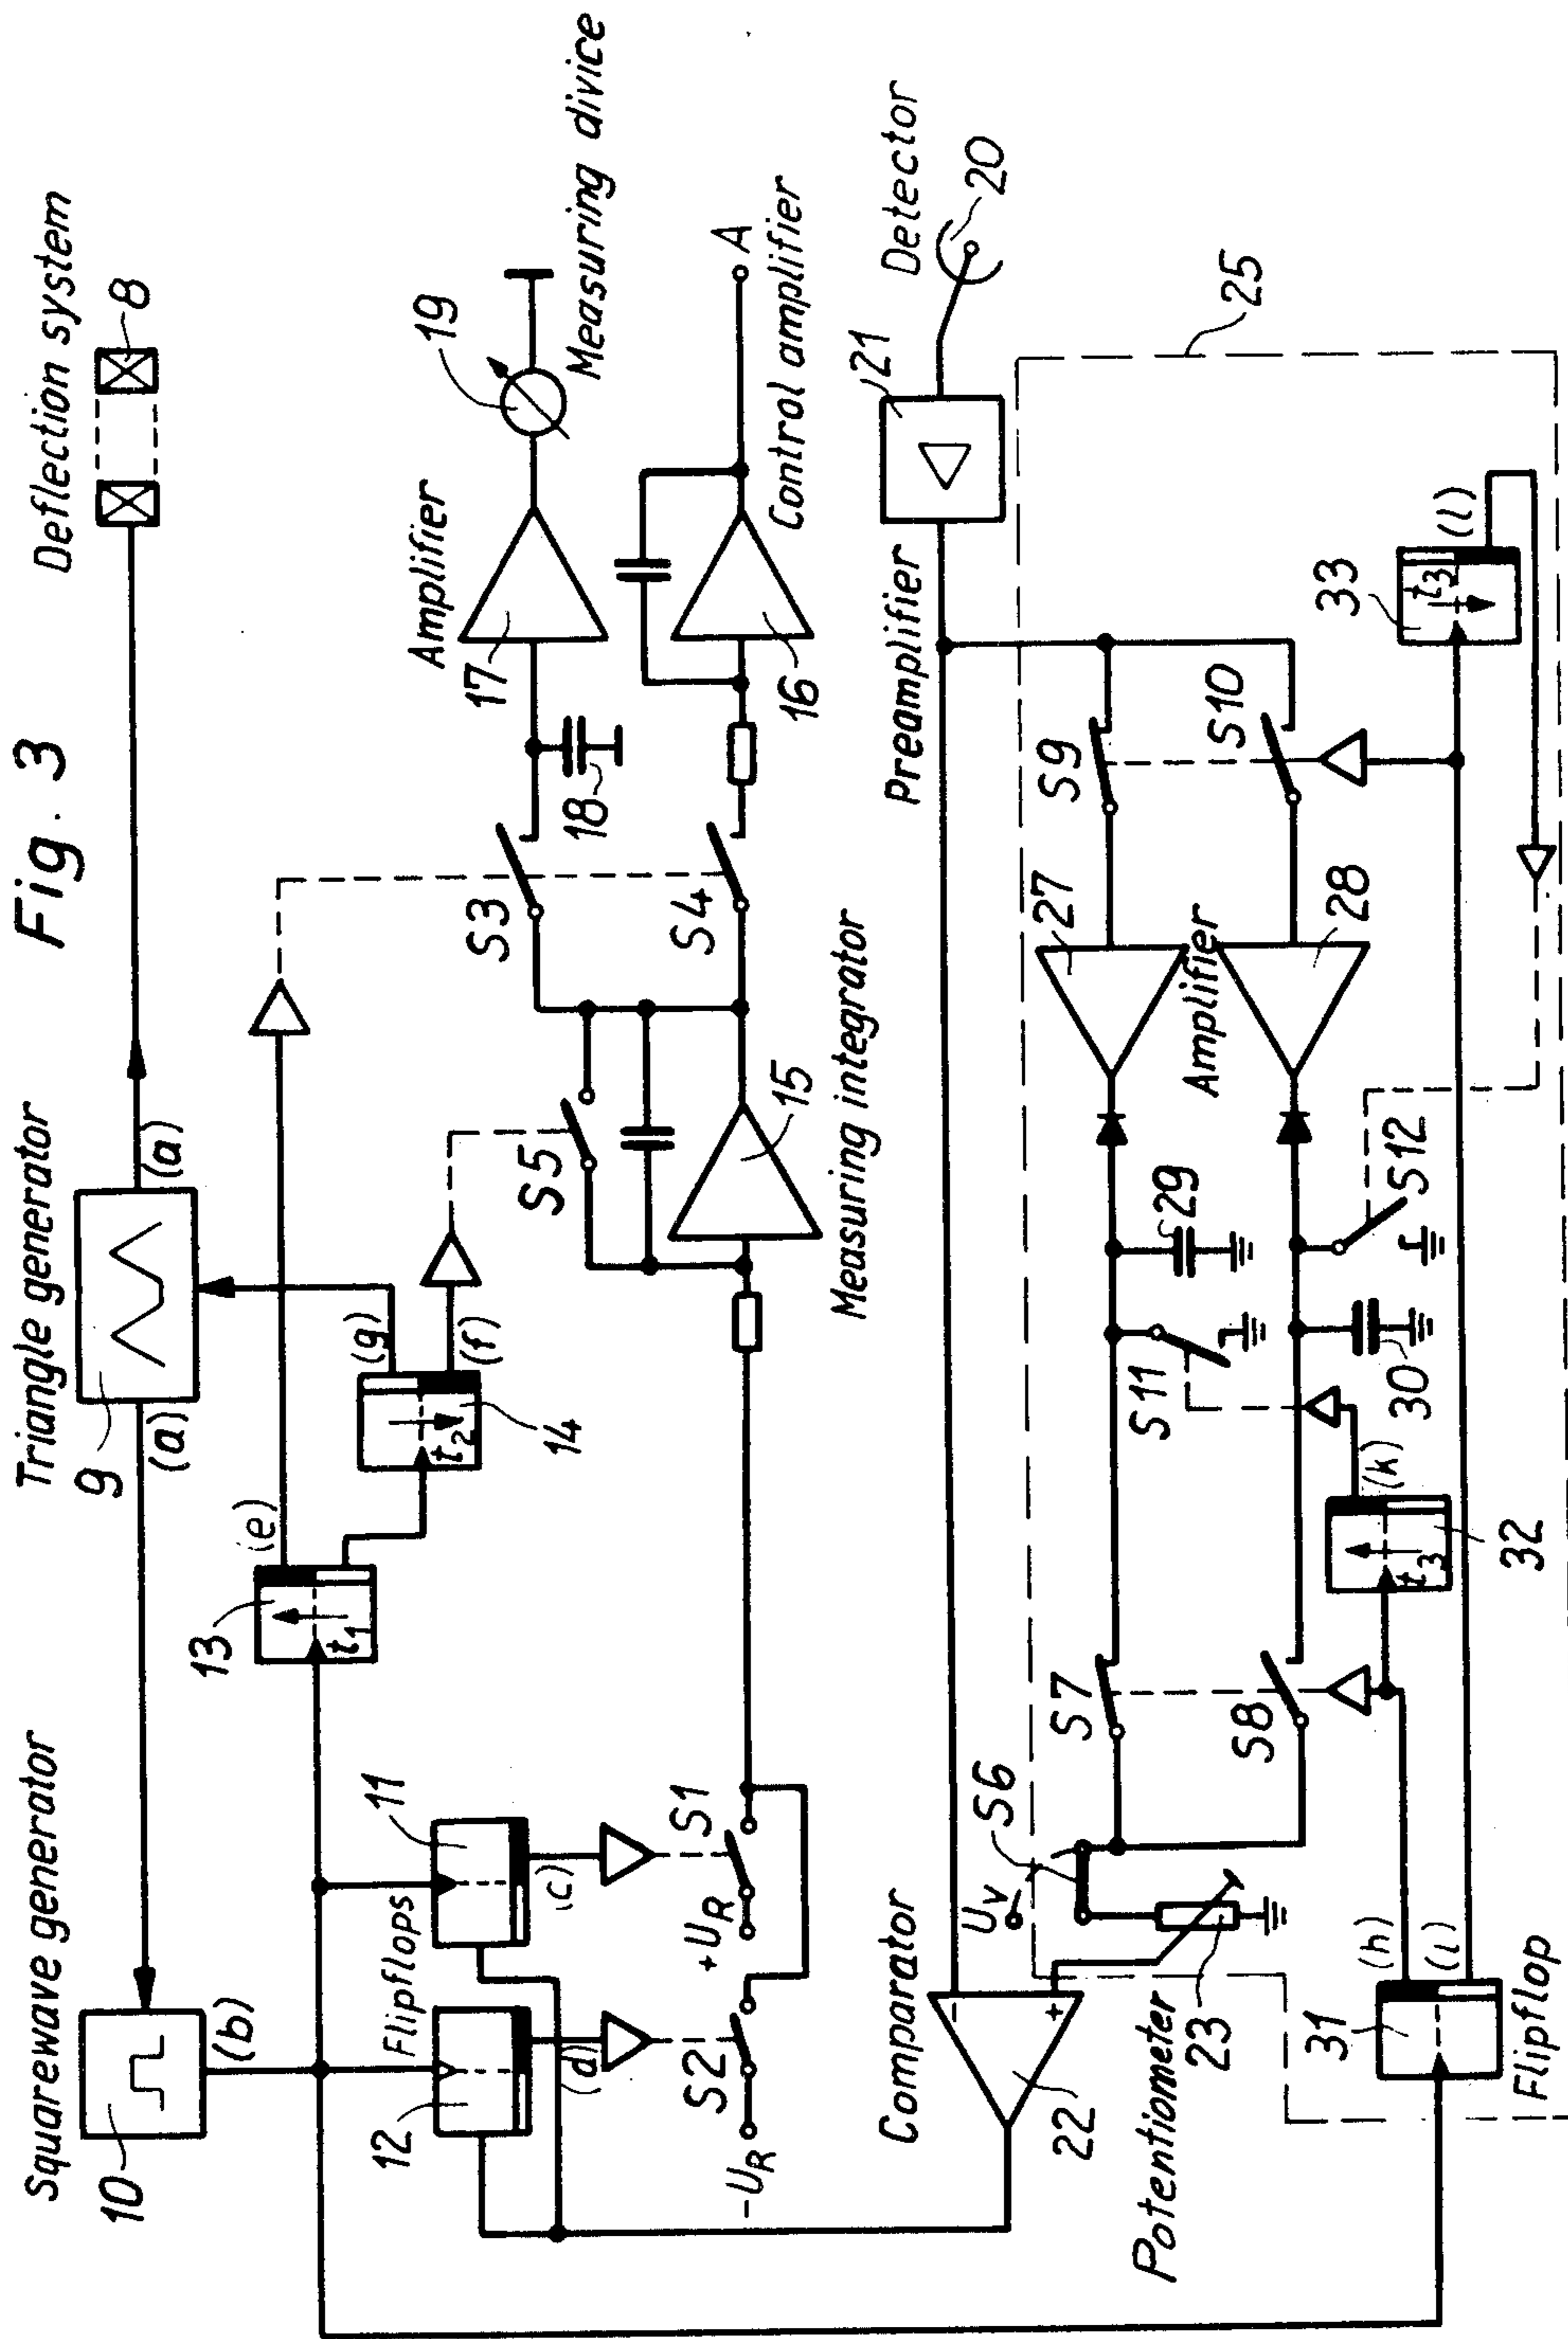 Fig. 3
Squarewave generator
Triangle generator
Deflection system
10
9
8
(a)
(a)
(b)
13
(e)
t1
(g)
(f)
t2
14
Flipflops
12
11
(d)
(c)
S2
S1
-UR
+UR
S5
15
Measuring integrator
S3
S4
Amplifier
17
18
19
Measuring divice
16
Control amplifier
A
Comparator
22
-
+
Potentiometer
23
UV
S6
S7
S8
S11
29
30
S12
(k)
t3
32
27
Amplifier
28
S9
S10
Preamplifier
21
Detector
20
25
33
t3
(l)
31
(h)
(i)
Flipflop